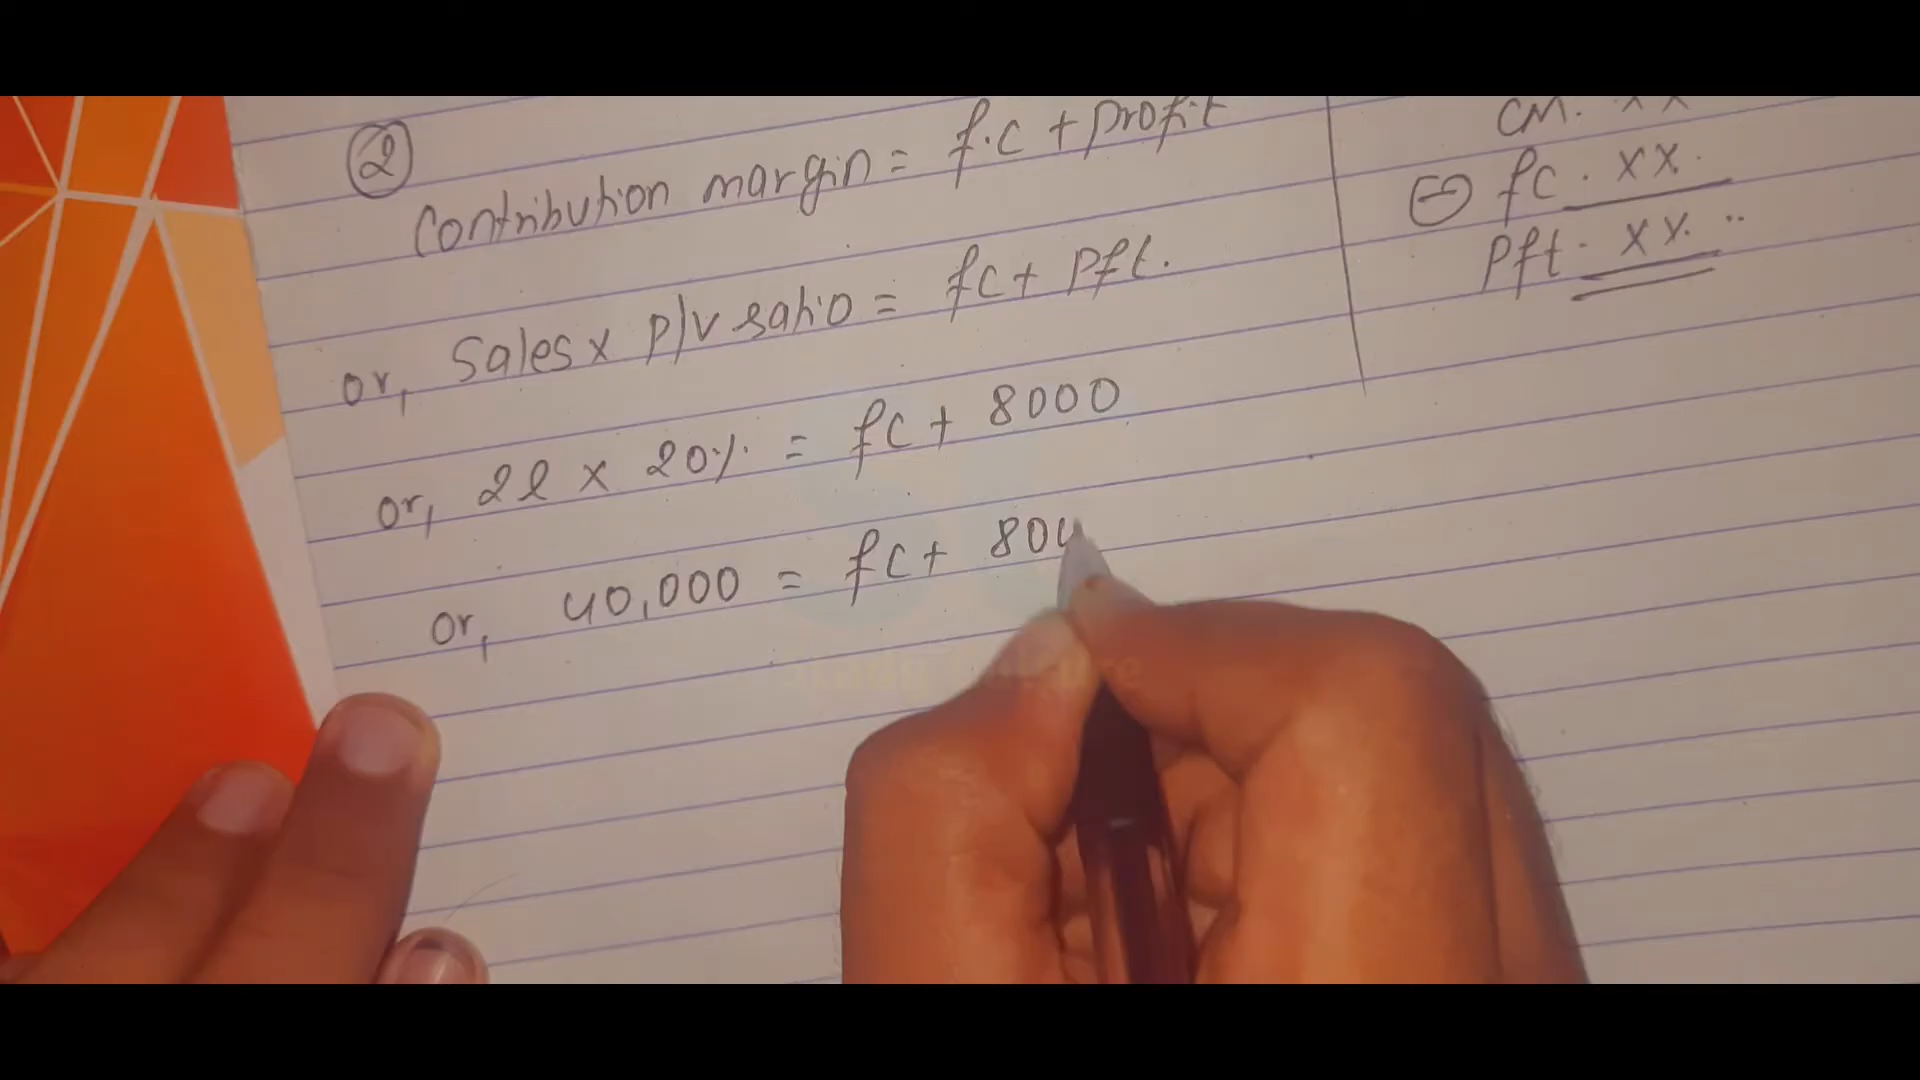 ②
Contribution margin = f.c + profit
or, Sales x p/v ratio = fc + pft.
or, 2l x 20% = fc + 8000
or, 40,000 = fc + 800
CM. xx
⊖ fc. xx.
pft. xx. ..